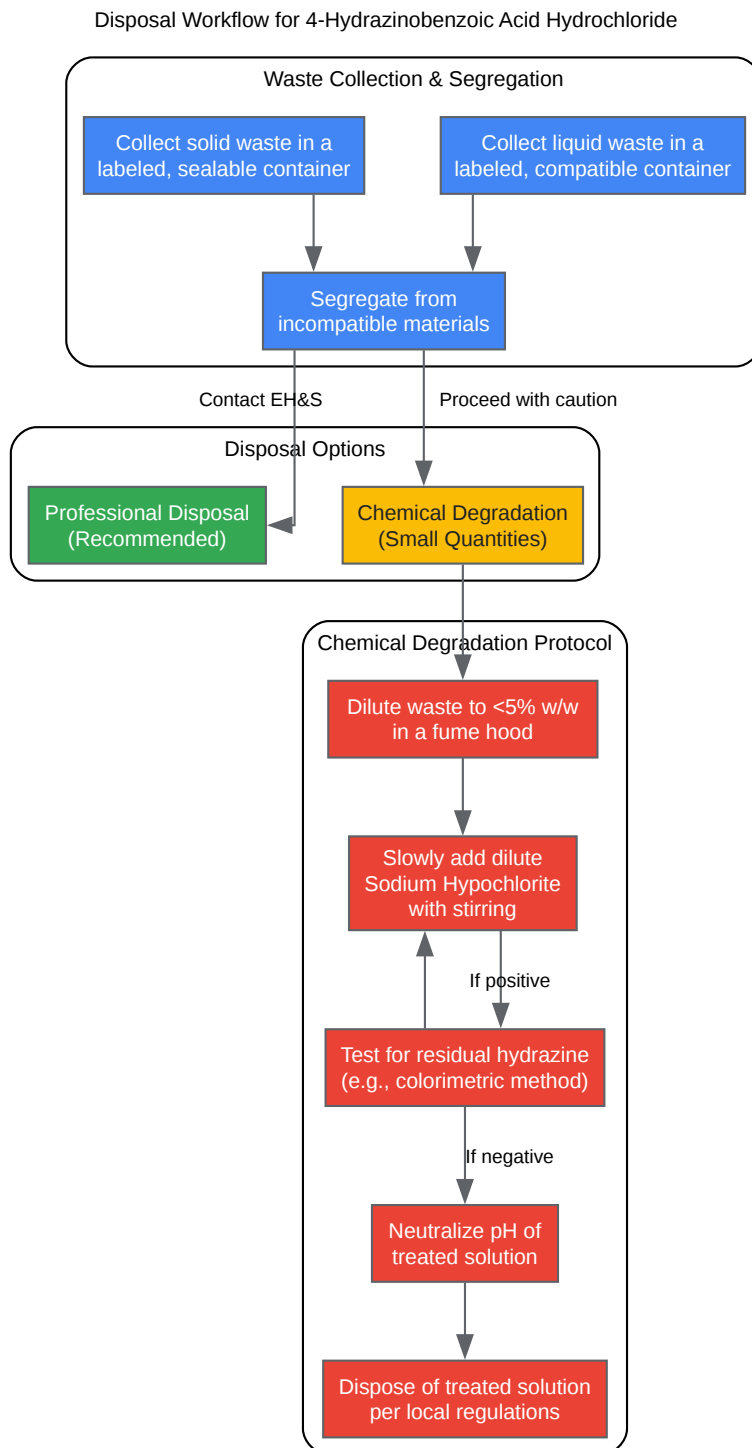 Disposal Workflow for 4-Hydrazinobenzoic Acid Hydrochloride
Waste Collection & Segregation
Collect solid waste in a
labeled, sealable container
Collect liquid waste in a
labeled, compatible container
Segregate from
incompatible materials
Contact EH&S
Proceed with caution
Disposal Options
Professional Disposal
(Recommended)
Chemical Degradation
(Small Quantities)
Chemical Degradation Protocol
Dilute waste to <5% w/w
in a fume hood
Slowly add dilute
Sodium Hypochlorite
with stirring
If positive
Test for residual hydrazine
(e.g., colorimetric method)
If negative
Neutralize pH of
treated solution
Dispose of treated solution
per local regulations